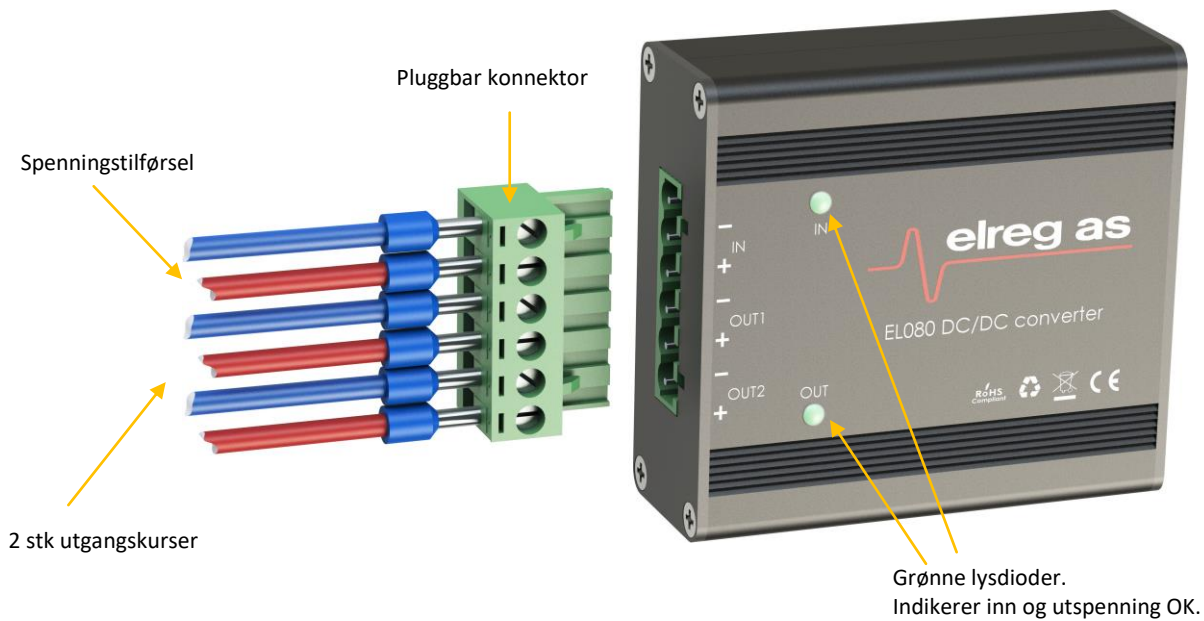 Pluggbar konnektor
Spenningstilførsel
2 stk utgangskurser
−
IN
+
−
OUT1
+
−
OUT2
+
IN
elreg as
EL080 DC/DC converter
OUT
RoHS
Compliant
CE
Grønne lysdioder.
Indikerer inn og utspenning OK.